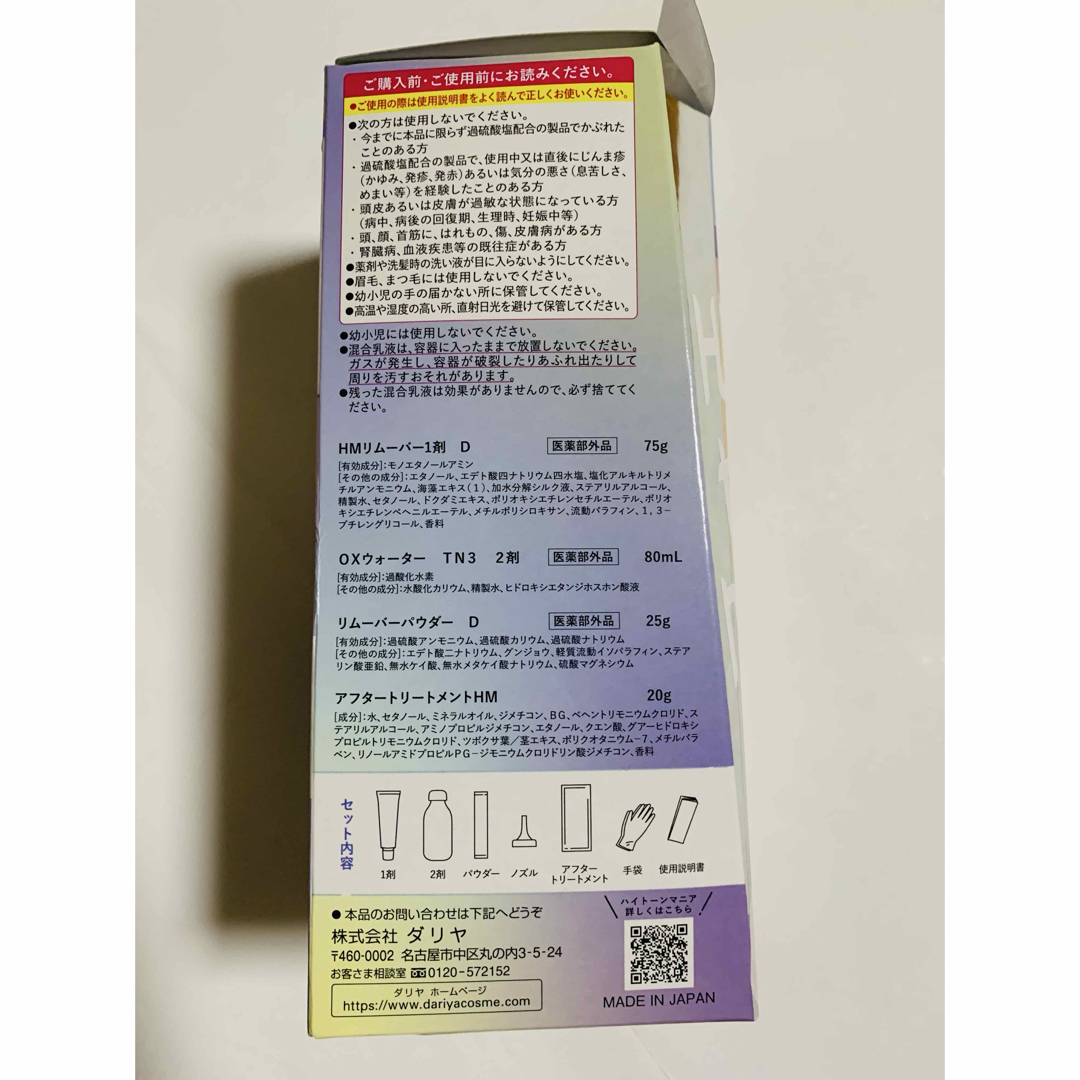 ご購入前・ご使用前にお読みください。
●ご使用の際は使用説明書をよく読んで正しくお使いください。
●次の方は使用しないでください。
・今までに本品に限らず過硫酸塩配合の製品でかぶれた
ことのある方
・過硫酸塩配合の製品で、使用中又は直後にじんま疹
（かゆみ、発疹、発赤）あるいは気分の悪さ（息苦しさ、
めまい等）を経験したことのある方
・頭皮あるいは皮膚が過敏な状態になっている方
（病中、病後の回復期、生理時、妊娠中等）
・頭、顔、首筋に、はれもの、傷、皮膚病がある方
・腎臓病、血液疾患等の既往症がある方
●薬剤や洗髪時の洗い液が目に入らないようにしてください。
●眉毛、まつ毛には使用しないでください。
●幼小児の手の届かない所に保管してください。
●高温や湿度の高い所、直射日光を避けて保管してください。
●幼小児には使用しないでください。
●混合乳液は、容器に入ったままで放置しないでください。
ガスが発生し、容器が破裂したりあふれ出たりして
周りを汚すおそれがあります。
●残った混合乳液は効果がありませんので、必ず捨ててく
ださい。
HMリムーバー1剤 D 医薬部外品 75g
[有効成分]：モノエタノールアミン
[その他の成分]：エタノール、エデト酸四ナトリウム四水塩、塩化アルキルトリメ
チルアンモニウム、海藻エキス（1）、加水分解シルク液、ステアリルアルコール、
精製水、セタノール、ドクダミエキス、ポリオキシエチレンセチルエーテル、ポリオ
キシエチレンベヘニルエーテル、メチルポリシロキサン、流動パラフィン、1，3－
ブチレングリコール、香料
OXウォーター TN3 2剤 医薬部外品 80mL
[有効成分]：過酸化水素
[その他の成分]：水酸化カリウム、精製水、ヒドロキシエタンジホスホン酸液
リムーバーパウダー D 医薬部外品 25g
[有効成分]：過硫酸アンモニウム、過硫酸カリウム、過硫酸ナトリウム
[その他の成分]：エデト酸二ナトリウム、グンジョウ、軽質流動イソパラフィン、ステア
リン酸亜鉛、無水ケイ酸、無水メタケイ酸ナトリウム、硫酸マグネシウム
アフタートリートメントHM 20g
[成分]：水、セタノール、ミネラルオイル、ジメチコン、BG、ベヘントリモニウムクロリド、ス
テアリルアルコール、アミノプロピルジメチコン、エタノール、クエン酸、グアーヒドロキシ
プロピルトリモニウムクロリド、ツボクサ葉／茎エキス、ポリクオタニウム－7、メチルパラ
ベン、リノールアミドプロピルPG－ジモニウムクロリドリン酸ジメチコン、香料
セット内容
1剤 2剤 パウダー ノズル アフター
トリートメント 手袋 使用説明書
●本品のお問い合わせは下記へどうぞ
株式会社 ダリヤ
〒460-0002 名古屋市中区丸の内3-5-24
お客さま相談室 0120-572152
ダリヤ ホームページ
https://www.dariyacosme.com
＼ハイトーンマニア
詳しくはこちら／
MADE IN JAPAN